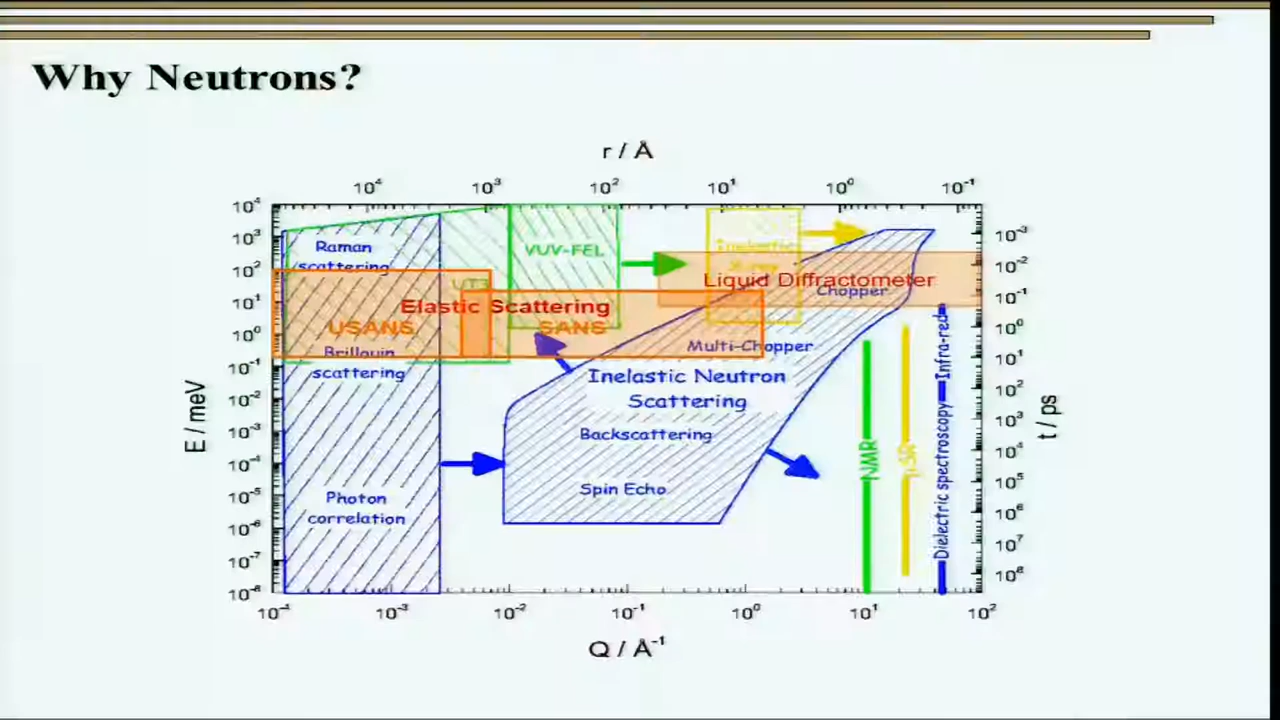 Why Neutrons?
r / Å
10⁴ 10³ 10² 10¹ 10⁰ 10⁻¹
10⁴
10³
10²
10¹
10⁰
10⁻¹
10⁻²
10⁻³
10⁻⁴
10⁻⁵
10⁻⁶
10⁻⁷
10⁻⁸
E / meV
Raman
scattering
VUV-FEL
UT3
Inelastic
X-ray
Liquid Diffractometer
Chopper
Elastic Scattering
USANS
SANS
Brillouin
scattering
Multi-Chopper
Inelastic Neutron
Scattering
Backscattering
Spin Echo
Photon
correlation
NMR
μSR
Infra-red
Dielectric spectroscopy
10⁻³
10⁻²
10⁻¹
10⁰
10¹
10²
10³
10⁴
10⁵
10⁶
10⁷
10⁸
t / ps
10⁻⁴ 10⁻³ 10⁻² 10⁻¹ 10⁰ 10¹ 10²
Q / Å⁻¹